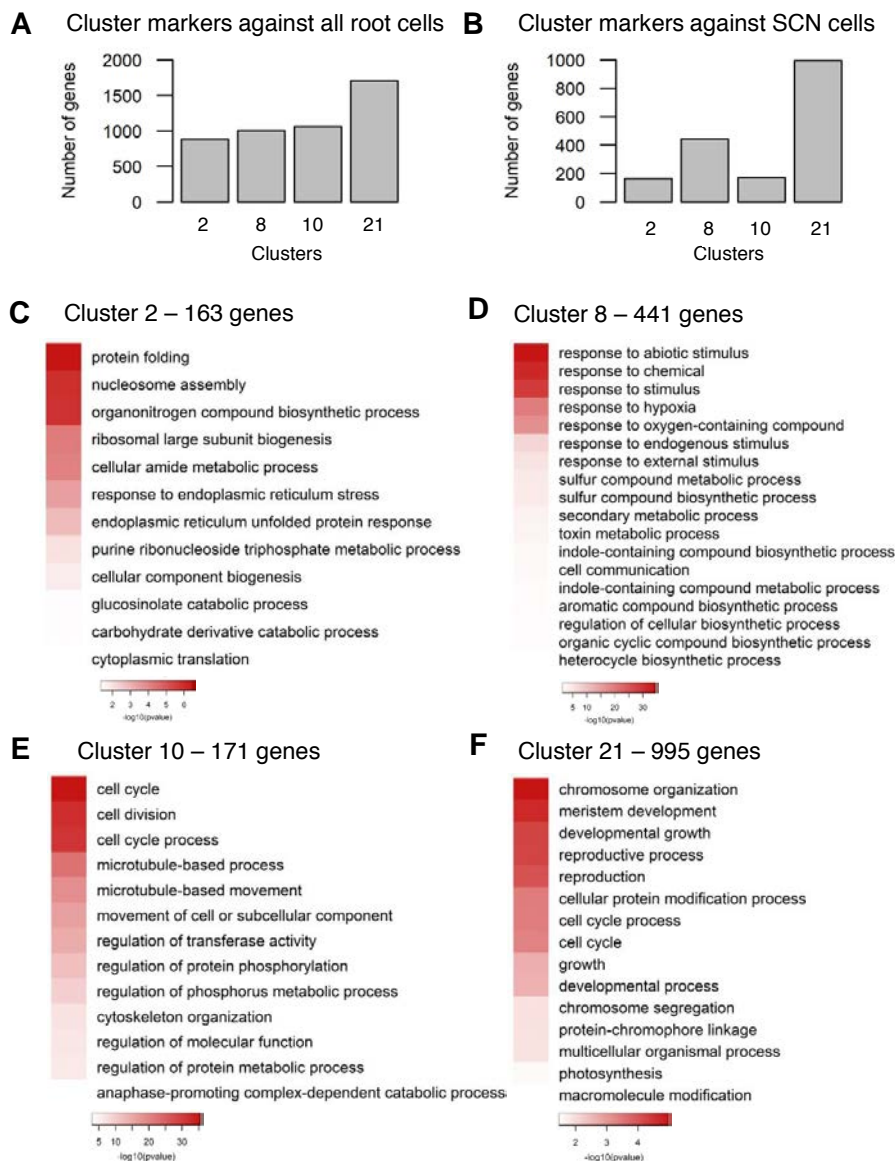 A Cluster markers against all root cells
Number of genes
2000
1500
1000
500
0
2 8 10 21
Clusters
B Cluster markers against SCN cells
Number of genes
1000
800
600
400
200
0
2 8 10 21
Clusters
C Cluster 2 – 163 genes
protein folding
nucleosome assembly
organonitrogen compound biosynthetic process
ribosomal large subunit biogenesis
cellular amide metabolic process
response to endoplasmic reticulum stress
endoplasmic reticulum unfolded protein response
purine ribonucleoside triphosphate metabolic process
cellular component biogenesis
glucosinolate catabolic process
carbohydrate derivative catabolic process
cytoplasmic translation
2 3 4 5 6
-log10(pvalue)
D Cluster 8 – 441 genes
response to abiotic stimulus
response to chemical
response to stimulus
response to hypoxia
response to oxygen-containing compound
response to endogenous stimulus
response to external stimulus
sulfur compound metabolic process
sulfur compound biosynthetic process
secondary metabolic process
toxin metabolic process
indole-containing compound biosynthetic process
cell communication
indole-containing compound metabolic process
aromatic compound biosynthetic process
regulation of cellular biosynthetic process
organic cyclic compound biosynthetic process
heterocycle biosynthetic process
5 10 20 30
-log10(pvalue)
E Cluster 10 – 171 genes
cell cycle
cell division
cell cycle process
microtubule-based process
microtubule-based movement
movement of cell or subcellular component
regulation of transferase activity
regulation of protein phosphorylation
regulation of phosphorus metabolic process
cytoskeleton organization
regulation of molecular function
regulation of protein metabolic process
anaphase-promoting complex-dependent catabolic process
5 10 20 30
-log10(pvalue)
F Cluster 21 – 995 genes
chromosome organization
meristem development
developmental growth
reproductive process
reproduction
cellular protein modification process
cell cycle process
cell cycle
growth
developmental process
chromosome segregation
protein-chromophore linkage
multicellular organismal process
photosynthesis
macromolecule modification
2 3 4
-log10(pvalue)